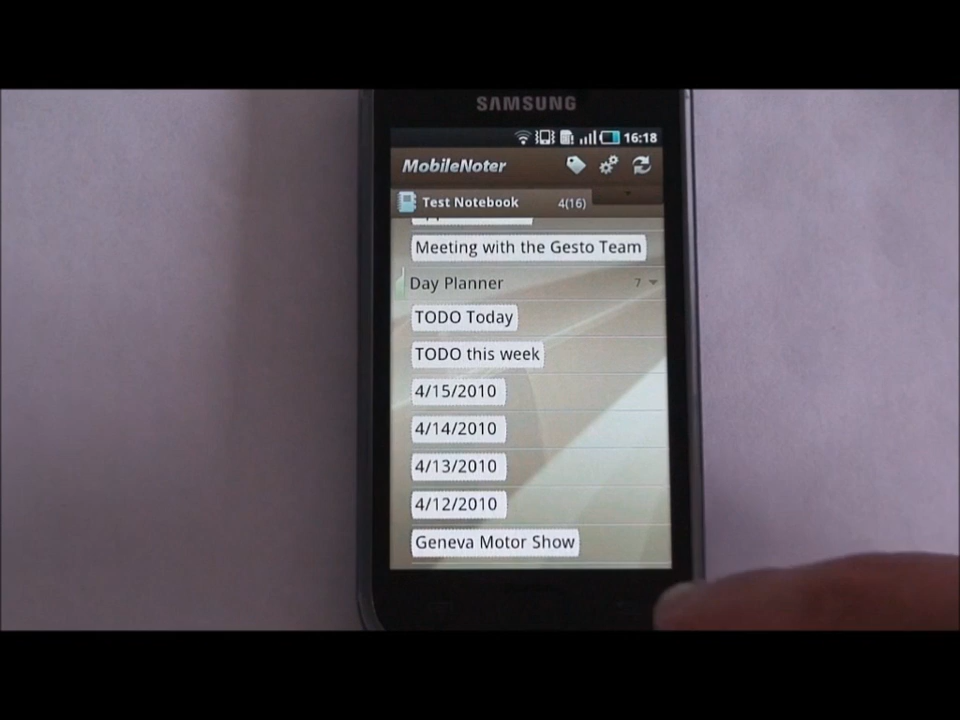 SAMSUNG
16:18
MobileNoter
Test Notebook 4(16)
Meeting with the Gesto Team
Day Planner 7
TODO Today
TODO this week
4/15/2010
4/14/2010
4/13/2010
4/12/2010
Geneva Motor Show